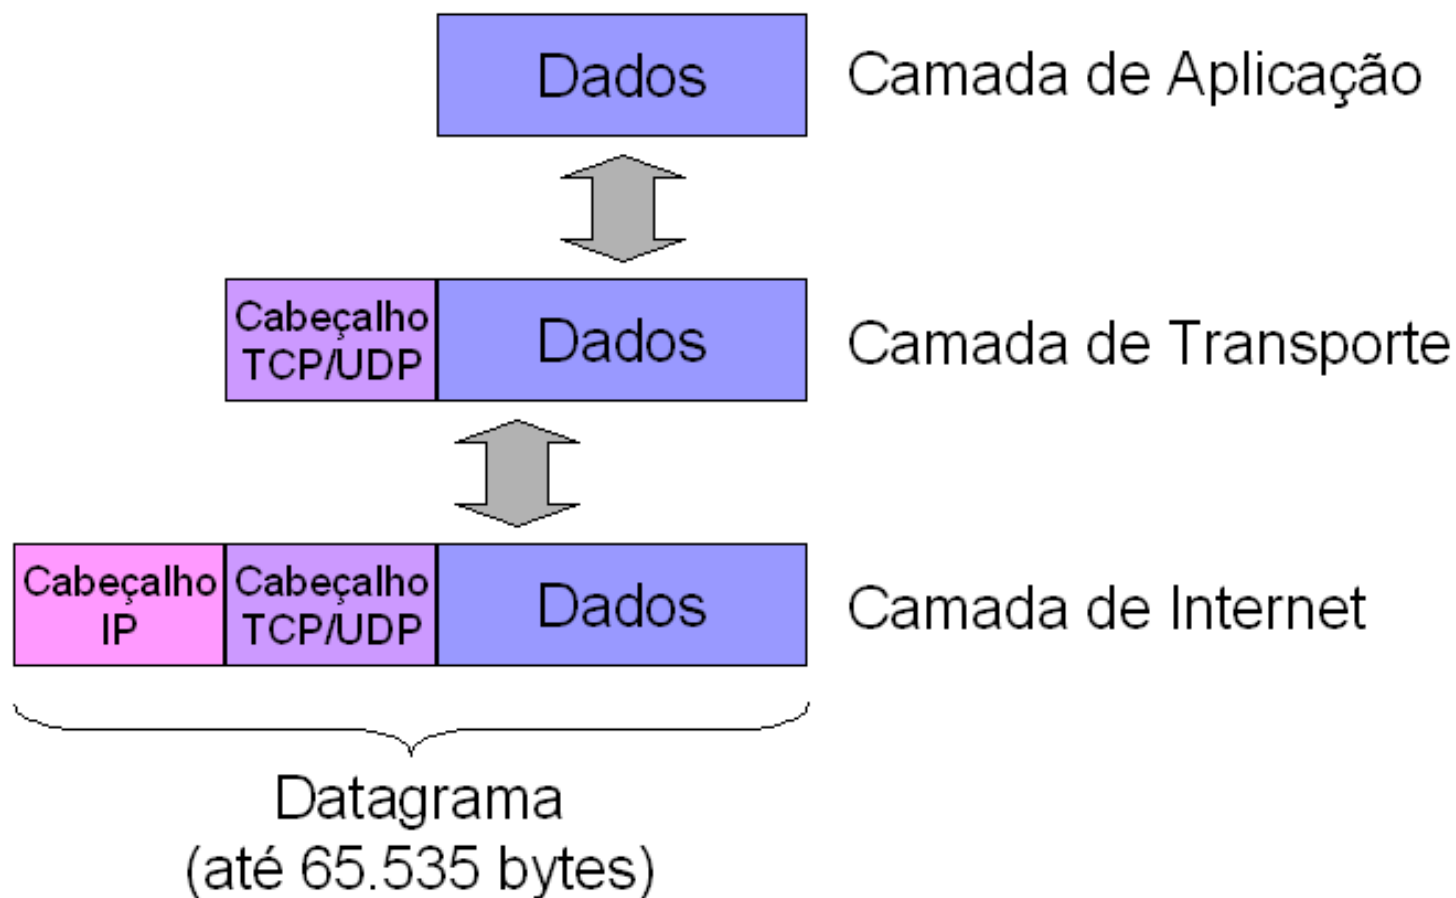 Dados
Camada de Aplicação
Cabeçalho
TCP/UDP
Dados
Camada de Transporte
Cabeçalho
IP
Cabeçalho
TCP/UDP
Dados
Camada de Internet
Datagrama
(até 65.535 bytes)